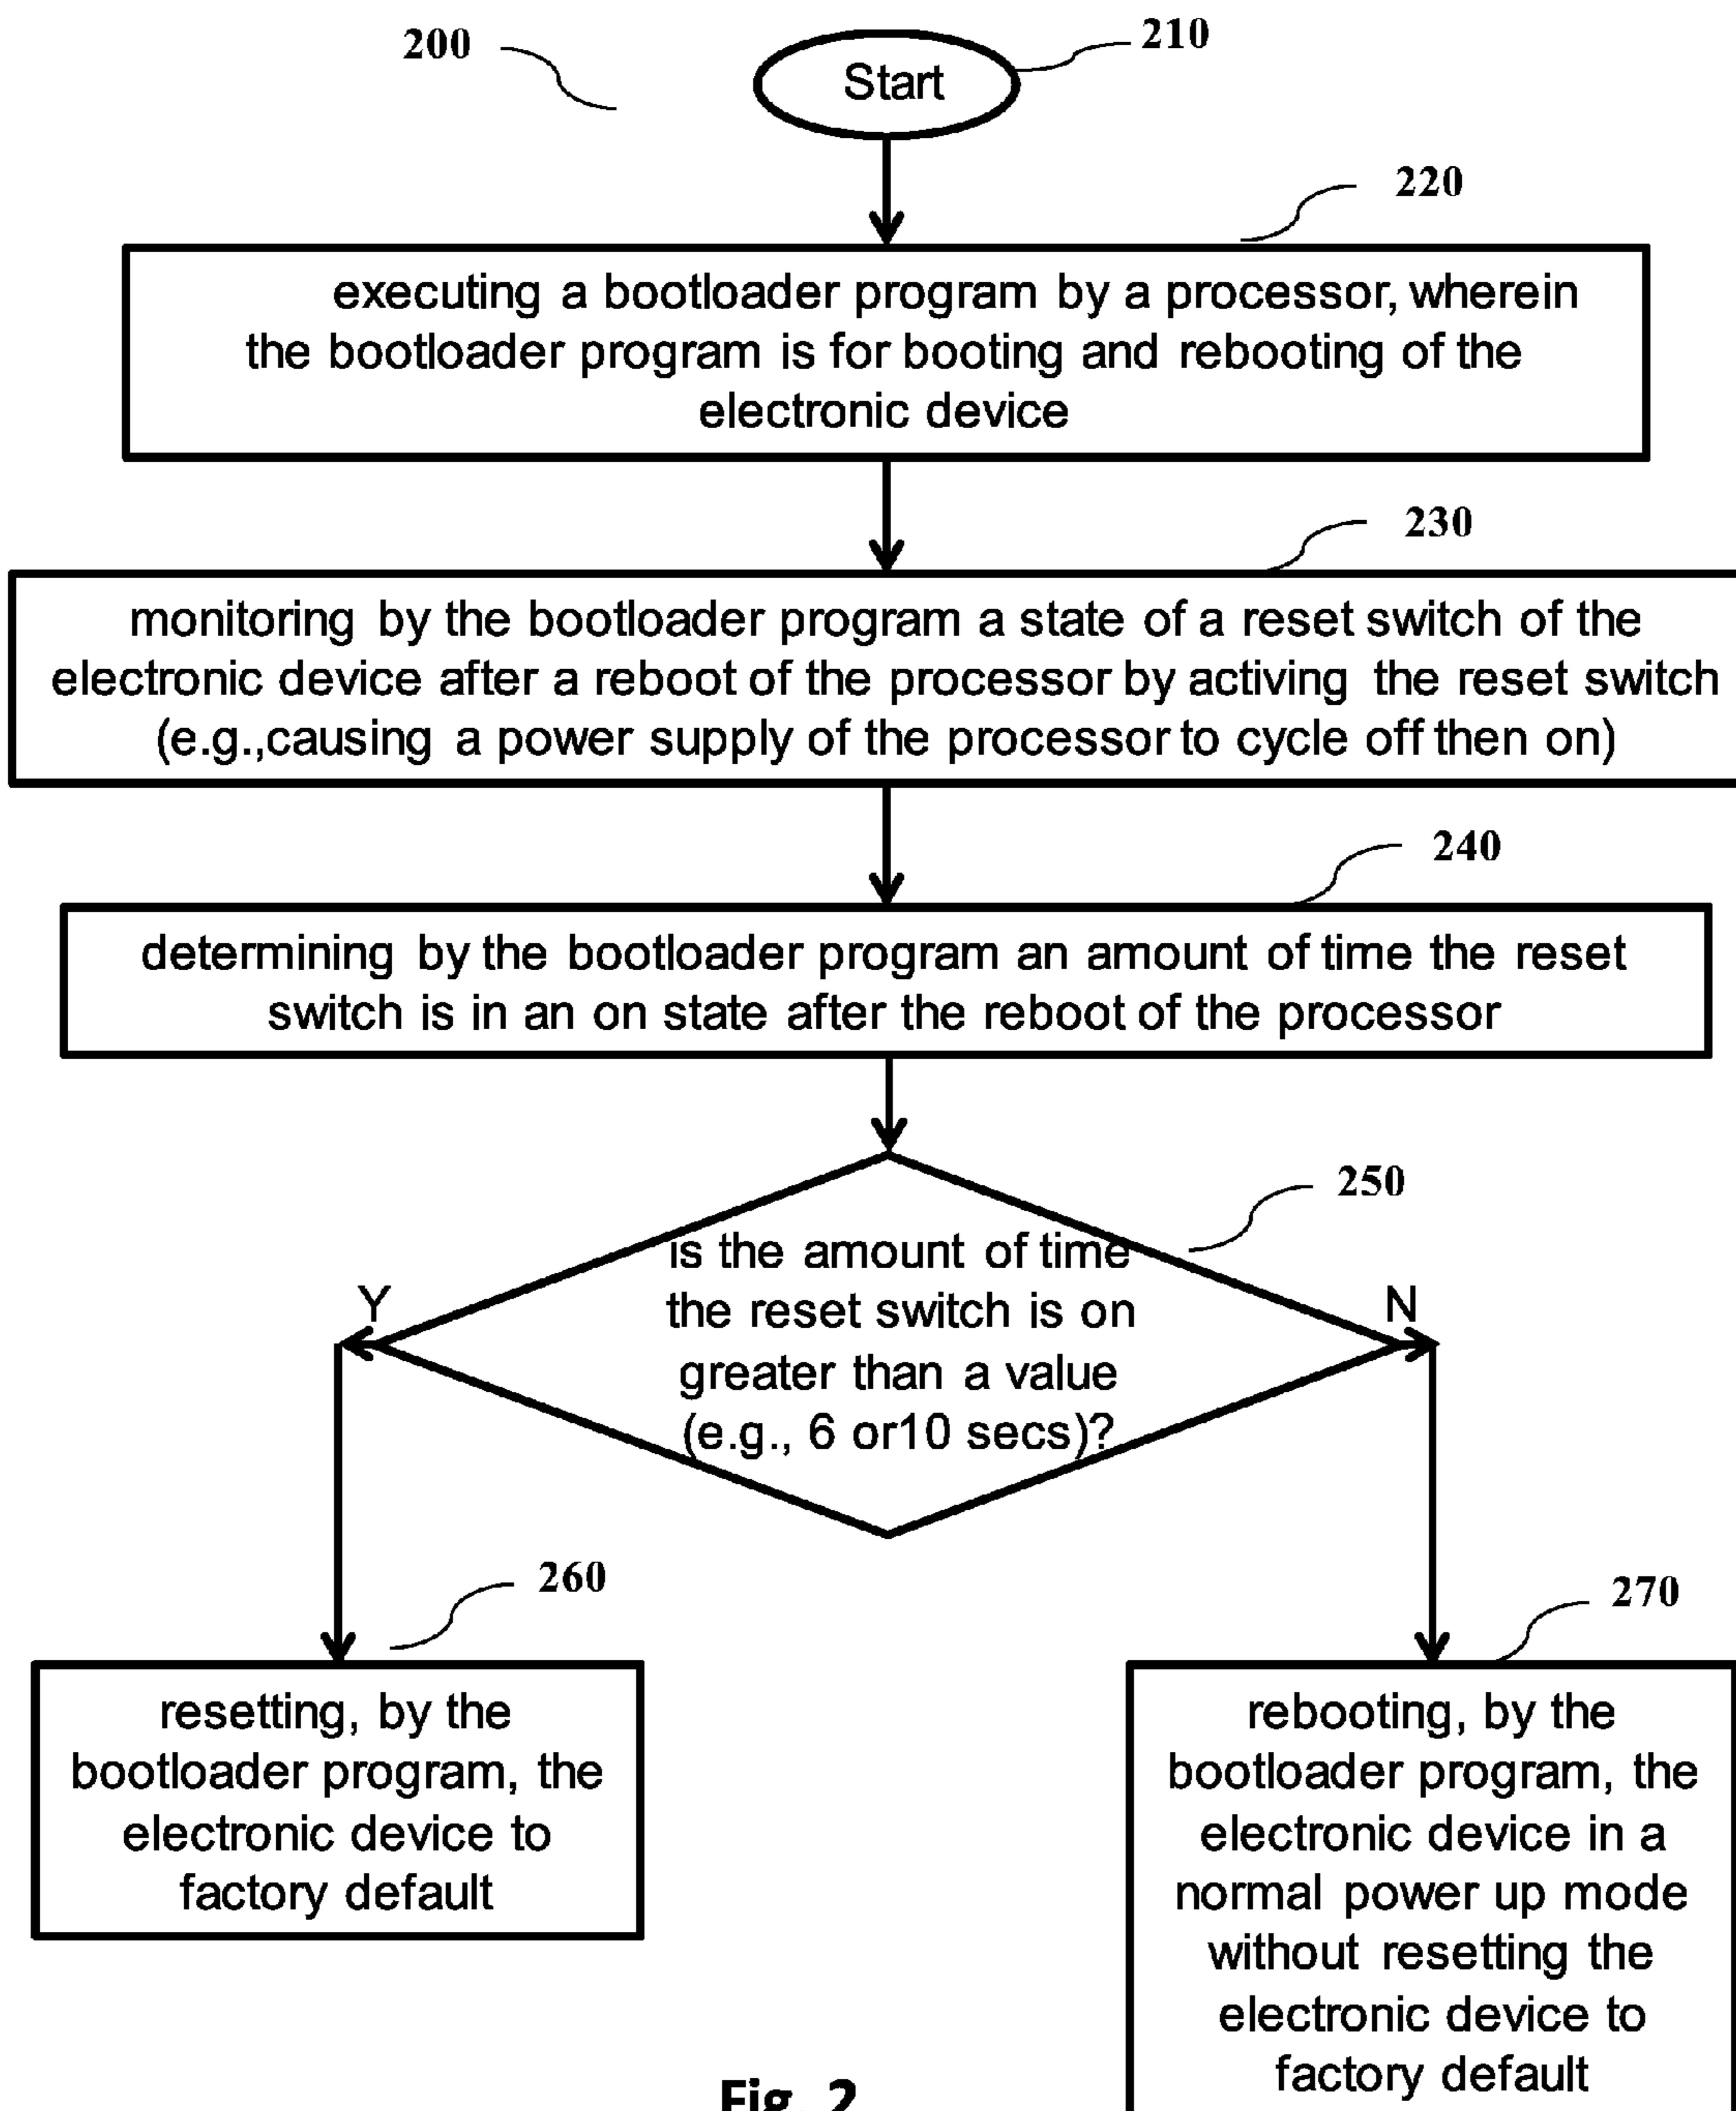 200
Start
210
220
executing a bootloader program by a processor, wherein
the bootloader program is for booting and rebooting of the
electronic device
230
monitoring by the bootloader program a state of a reset switch of the
electronic device after a reboot of the processor by activing the reset switch
(e.g.,causing a power supply of the processor to cycle off then on)
240
determining by the bootloader program an amount of time the reset
switch is in an on state after the reboot of the processor
250
is the amount of time
the reset switch is on
greater than a value
(e.g., 6 or10 secs)?
Y
N
260
resetting, by the
bootloader program, the
electronic device to
factory default
270
rebooting, by the
bootloader program, the
electronic device in a
normal power up mode
without resetting the
electronic device to
factory default
Fig. 2